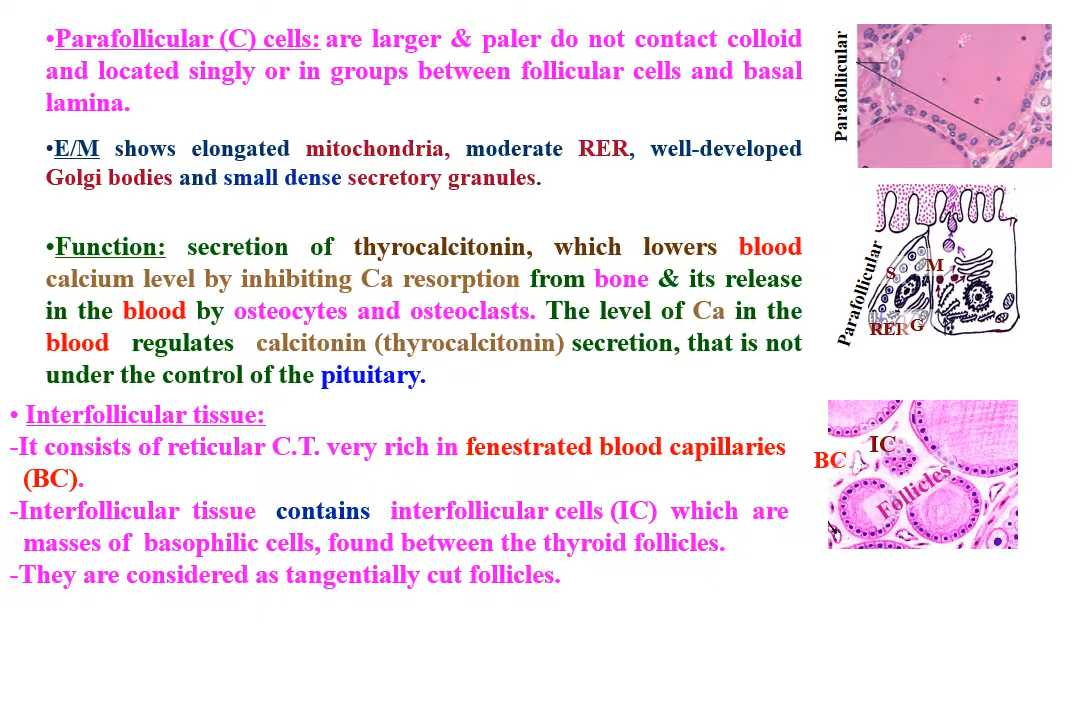 •Parafollicular (C) cells: are larger & paler do not contact colloid
and located singly or in groups between follicular cells and basal
lamina.
•E/M shows elongated mitochondria, moderate RER, well-developed
Golgi bodies and small dense secretory granules.
•Function: secretion of thyrocalcitonin, which lowers blood
calcium level by inhibiting Ca resorption from bone & its release
in the blood by osteocytes and osteoclasts. The level of Ca in the
blood regulates calcitonin (thyrocalcitonin) secretion, that is not
under the control of the pituitary.
• Interfollicular tissue:
-It consists of reticular C.T. very rich in fenestrated blood capillaries
(BC).
-Interfollicular tissue contains interfollicular cells (IC) which are
masses of basophilic cells, found between the thyroid follicles.
-They are considered as tangentially cut follicles.
Parafollicular
Parafollicular
S
M
RER
G
BC
IC
Follicles